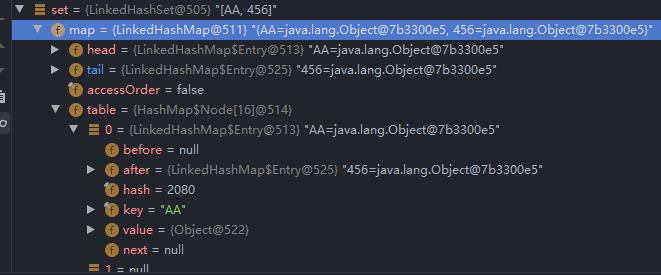 set = {LinkedHashSet@505} "[AA, 456]"
map = {LinkedHashMap@511} "{AA=java.lang.Object@7b3300e5, 456=java.lang.Object@7b3300e5}"
head = {LinkedHashMap$Entry@513} "AA=java.lang.Object@7b3300e5"
tail = {LinkedHashMap$Entry@525} "456=java.lang.Object@7b3300e5"
accessOrder = false
table = {HashMap$Node[16]@514}
0 = {LinkedHashMap$Entry@513} "AA=java.lang.Object@7b3300e5"
before = null
after = {LinkedHashMap$Entry@525} "456=java.lang.Object@7b3300e5"
hash = 2080
key = "AA"
value = {Object@522}
next = null
1 = null